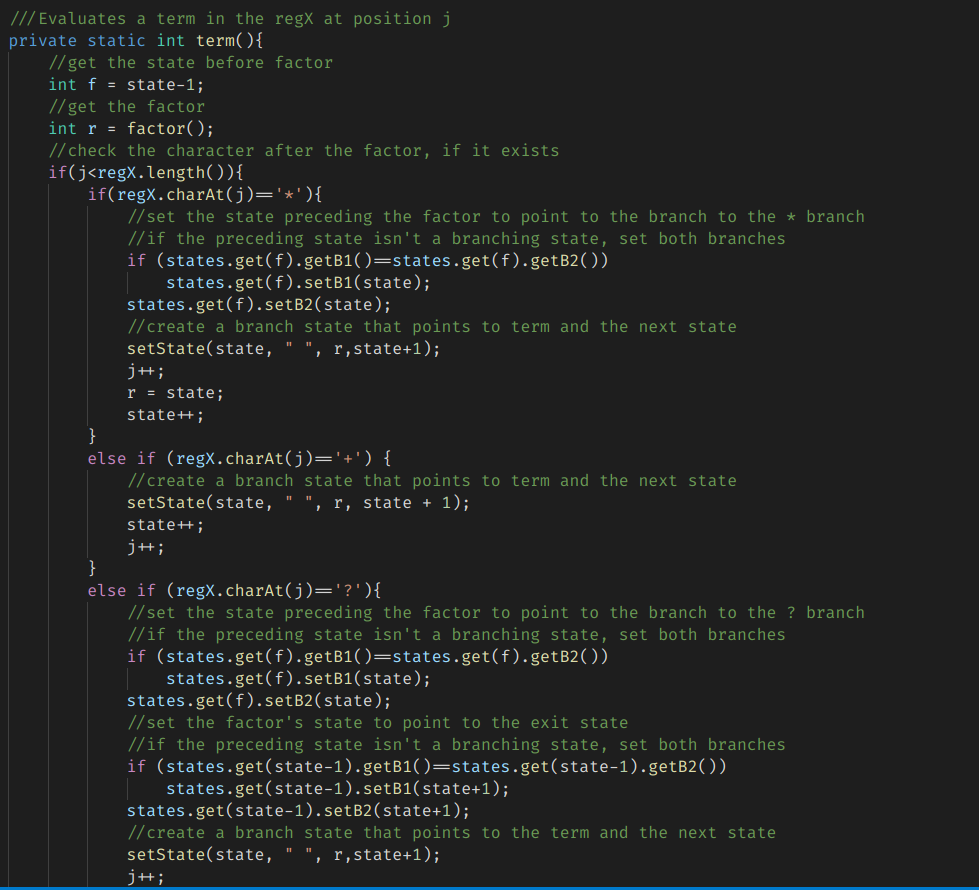 ///Evaluates a term in the regX at position j
private static int term(){
    //get the state before factor
    int f = state-1;
    //get the factor
    int r = factor();
    //check the character after the factor, if it exists
    if(j<regX.length()){
        if(regX.charAt(j)=='*'){
            //set the state preceding the factor to point to the branch to the * branch
            //if the preceding state isn't a branching state, set both branches
            if (states.get(f).getB1()==states.get(f).getB2())
                states.get(f).setB1(state);
            states.get(f).setB2(state);
            //create a branch state that points to term and the next state
            setState(state, " ", r,state+1);
            j++;
            r = state;
            state++;
        }
        else if (regX.charAt(j)=='+') {
            //create a branch state that points to term and the next state
            setState(state, " ", r, state + 1);
            state++;
            j++;
        }
        else if (regX.charAt(j)=='?'){
            //set the state preceding the factor to point to the branch to the ? branch
            //if the preceding state isn't a branching state, set both branches
            if (states.get(f).getB1()==states.get(f).getB2())
                states.get(f).setB1(state);
            states.get(f).setB2(state);
            //set the factor's state to point to the exit state
            //if the preceding state isn't a branching state, set both branches
            if (states.get(state-1).getB1()==states.get(state-1).getB2())
                states.get(state-1).setB1(state+1);
            states.get(state-1).setB2(state+1);
            //create a branch state that points to the term and the next state
            setState(state, " ", r,state+1);
            j++;